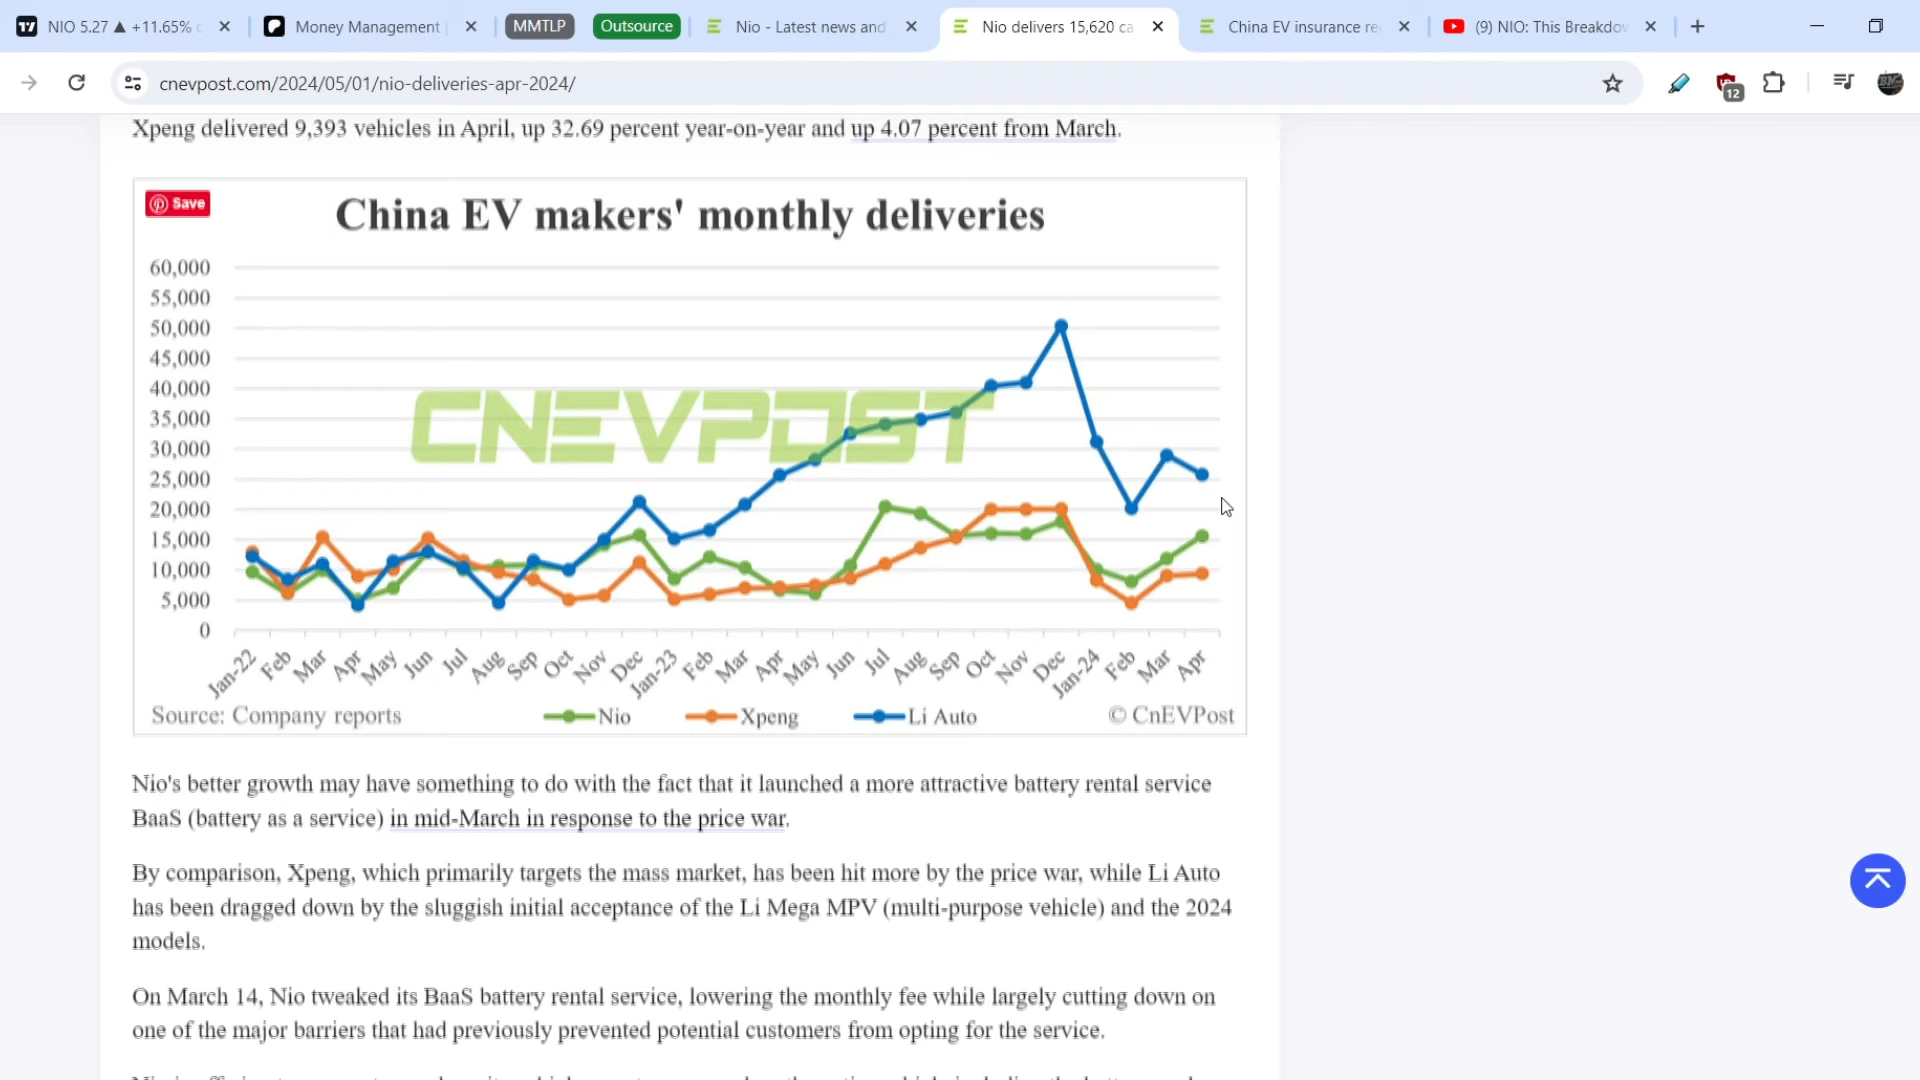 NIO 5.27 ▲ +11.65%
Money Management
MMTLP
Outsource
Nio - Latest news and
Nio delivers 15,620 ca
China EV insurance re
(9) NIO: This Breakdow
cnevpost.com/2024/05/01/nio-deliveries-apr-2024/
12
Xpeng delivered 9,393 vehicles in April, up 32.69 percent year-on-year and up 4.07 percent from March.
Save
China EV makers' monthly deliveries
60,000
55,000
50,000
45,000
40,000
35,000
30,000
25,000
20,000
15,000
10,000
5,000
0
CNEVPOST
Jan-22 Feb Mar Apr May Jun Jul Aug Sep Oct Nov Dec Jan-23 Feb Mar Apr May Jun Jul Aug Sep Oct Nov Dec Jan-24 Feb Mar Apr
Source: Company reports Nio Xpeng Li Auto © CnEVPost
Nio's better growth may have something to do with the fact that it launched a more attractive battery rental service
BaaS (battery as a service) in mid-March in response to the price war.
By comparison, Xpeng, which primarily targets the mass market, has been hit more by the price war, while Li Auto
has been dragged down by the sluggish initial acceptance of the Li Mega MPV (multi-purpose vehicle) and the 2024
models.
On March 14, Nio tweaked its BaaS battery rental service, lowering the monthly fee while largely cutting down on
one of the major barriers that had previously prevented potential customers from opting for the service.